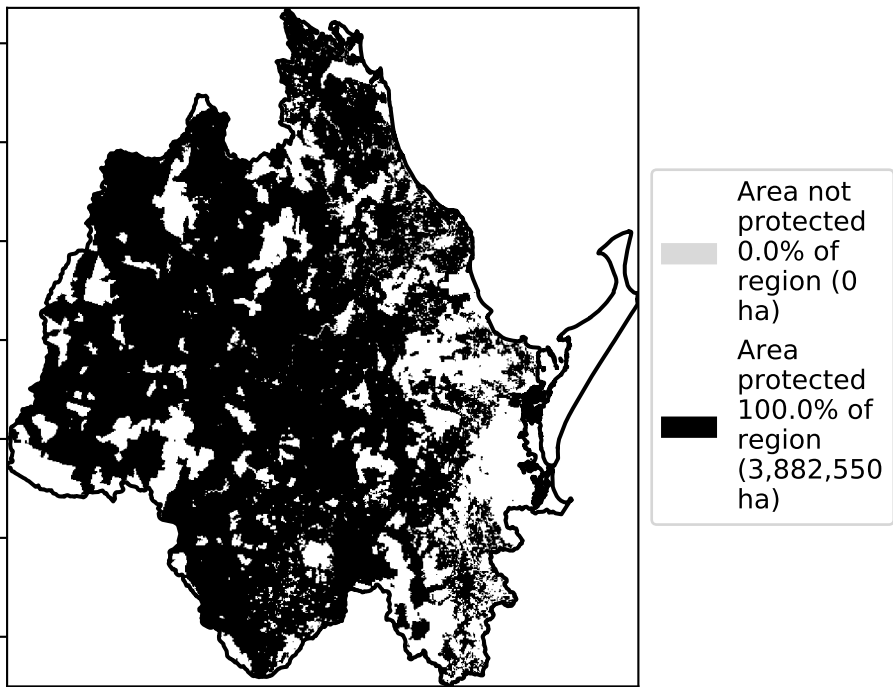 Area not
protected
0.0% of
region (0
ha)
Area
protected
100.0% of
region
(3,882,550
ha)